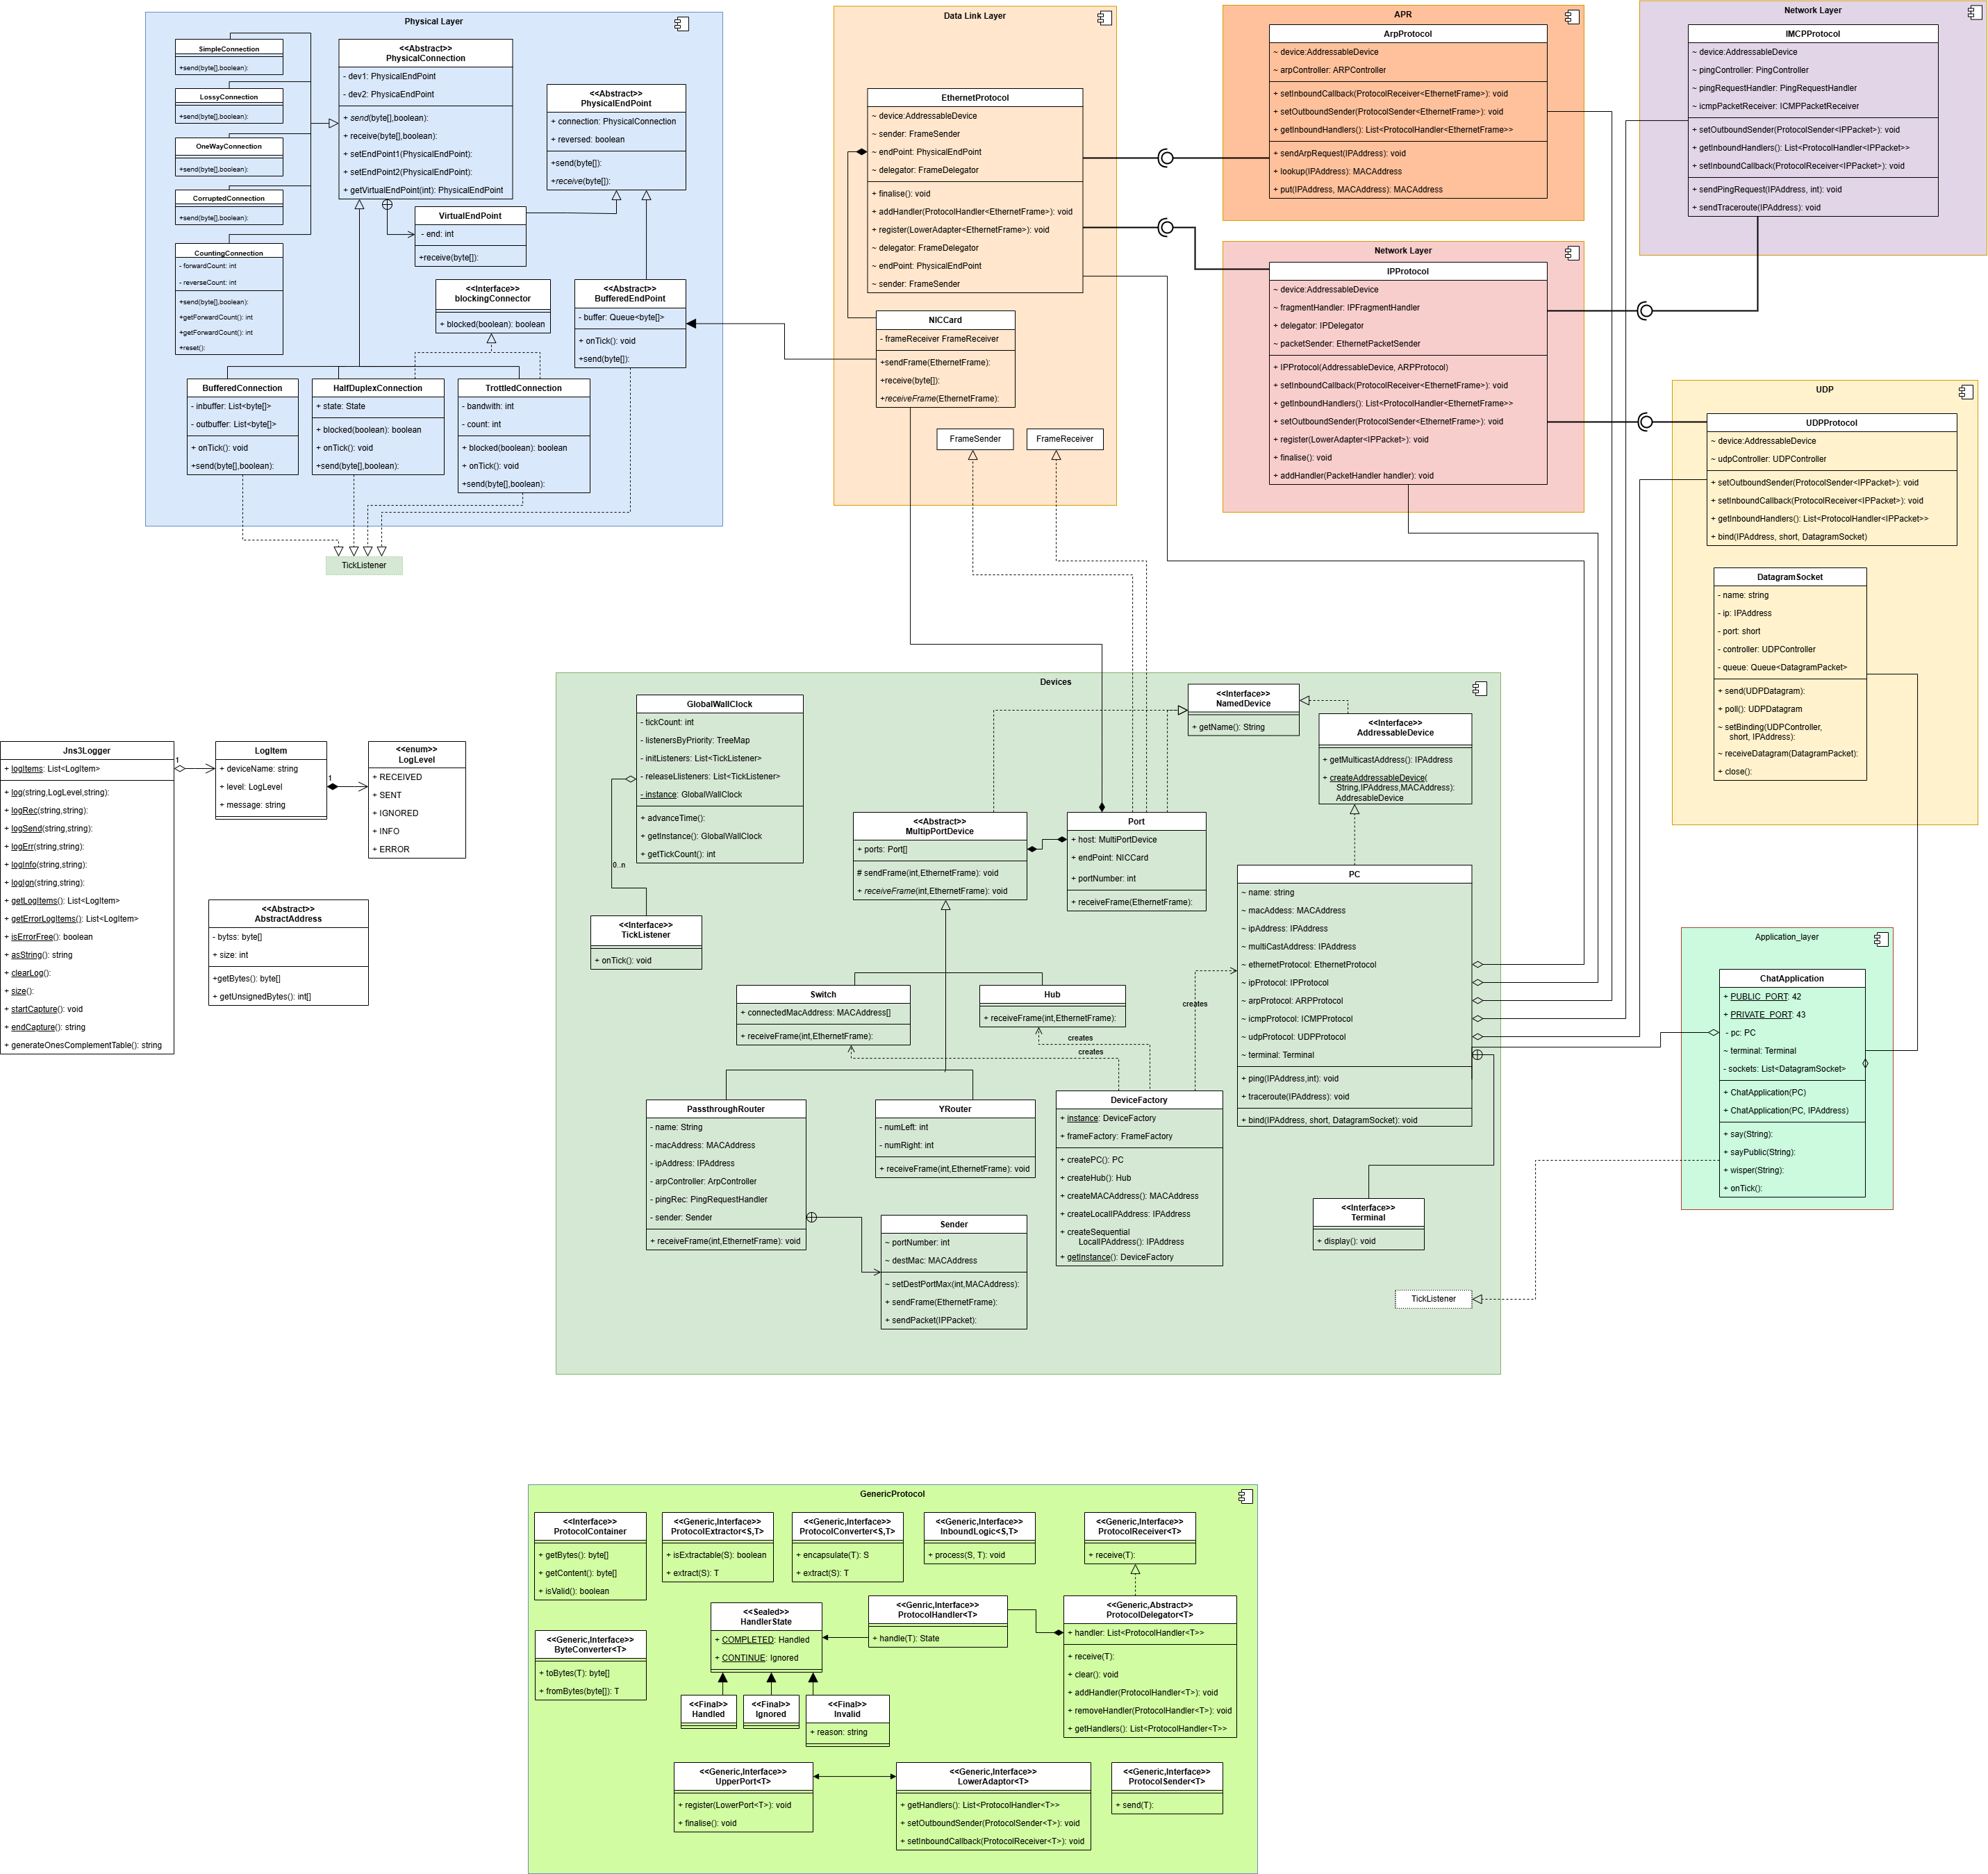 Physical Layer
SimpleConnection
+send(byte[],boolean):
LossyConnection
+send(byte[],boolean):
OneWayConnection
+send(byte[],boolean):
CorruptedConnection
+send(byte[],boolean):
CountingConnection
- forwardCount: int
- reverseCount: int
+send(byte[],boolean):
+getForwardCount(): int
+getForwardCount(): int
+reset():
<<Abstract>>
PhysicalConnection
- dev1: PhysicalEndPoint
- dev2: PhysicaEndPoint
+ send(byte[],boolean):
+ receive(byte[],boolean):
+ setEndPoint1(PhysicalEndPoint):
+ setEndPoint2(PhysicalEndPoint):
+ getVirtualEndPoint(int): PhysicalEndPoint
<<Abstract>>
PhysicalEndPoint
+ connection: PhysicalConnection
+ reversed: boolean
+send(byte[]):
+receive(byte[]):
VirtualEndPoint
- end: int
+receive(byte[]):
<<Interface>>
blockingConnector
+ blocked(boolean): boolean
<<Abstract>>
BufferedEndPoint
- buffer: Queue<byte[]>
+ onTick(): void
+send(byte[]):
BufferedConnection
- inbuffer: List<byte[]>
- outbuffer: List<byte[]>
+ onTick(): void
+send(byte[],boolean):
HalfDuplexConnection
+ state: State
+ blocked(boolean): boolean
+ onTick(): void
+send(byte[],boolean):
TrottledConnection
- bandwith: int
- count: int
+ blocked(boolean): boolean
+ onTick(): void
+send(byte[],boolean):
TickListener
Data Link Layer
EthernetProtocol
~ device:AddressableDevice
~ sender: FrameSender
~ endPoint: PhysicalEndPoint
~ delegator: FrameDelegator
+ finalise(): void
+ addHandler(ProtocolHandler<EthernetFrame>): void
+ register(LowerAdapter<EthernetFrame>): void
~ delegator: FrameDelegator
~ endPoint: PhysicalEndPoint
~ sender: FrameSender
NICCard
- frameReceiver FrameReceiver
+sendFrame(EthernetFrame):
+receive(byte[]):
+receiveFrame(EthernetFrame):
FrameSender
FrameReceiver
APR
ArpProtocol
~ device:AddressableDevice
~ arpController: ARPController
+ setInboundCallback(ProtocolReceiver<EthernetFrame>): void
+ setOutboundSender(ProtocolSender<EthernetFrame>): void
+ getInboundHandlers(): List<ProtocolHandler<EthernetFrame>>
+ sendArpRequest(IPAddress): void
+ lookup(IPAddress): MACAddress
+ put(IPAddress, MACAddress): MACAddress
Network Layer
IPProtocol
~ device:AddressableDevice
~ fragmentHandler: IPFragmentHandler
+ delegator: IPDelegator
~ packetSender: EthernetPacketSender
+ IPProtocol(AddressableDevice, ARPProtocol)
+ setInboundCallback(ProtocolReceiver<EthernetFrame>): void
+ getInboundHandlers(): List<ProtocolHandler<EthernetFrame>>
+ setOutboundSender(ProtocolSender<EthernetFrame>): void
+ register(LowerAdapter<IPPacket>): void
+ finalise(): void
+ addHandler(PacketHandler handler): void
Network Layer
IMCPProtocol
~ device:AddressableDevice
~ pingController: PingController
~ pingRequestHandler: PingRequestHandler
~ icmpPacketReceiver: ICMPPacketReceiver
+ setOutboundSender(ProtocolSender<IPPacket>): void
+ getInboundHandlers(): List<ProtocolHandler<IPPacket>>
+ setInboundCallback(ProtocolReceiver<IPPacket>): void
+ sendPingRequest(IPAddress, int): void
+ sendTraceroute(IPAddress): void
UDP
UDPProtocol
~ device:AddressableDevice
~ udpController: UDPController
+ setOutboundSender(ProtocolSender<IPPacket>): void
+ setInboundCallback(ProtocolReceiver<IPPacket>): void
+ getInboundHandlers(): List<ProtocolHandler<IPPacket>>
+ bind(IPAddress, short, DatagramSocket)
DatagramSocket
- name: string
- ip: IPAddress
- port: short
- controller: UDPController
- queue: Queue<DatagramPacket>
+ send(UDPDatagram):
+ poll(): UDPDatagram
~ setBinding(UDPController,
short, IPAddress):
~ receiveDatagram(DatagramPacket):
+ close():
Jns3Logger
+ logItems: List<LogItem>
+ log(string,LogLevel,string):
+ logRec(string,string):
+ logSend(string,string):
+ logErr(string,string):
+ logInfo(string,string):
+ logIgn(string,string):
+ getLogItems(): List<LogItem>
+ getErrorLogItems(): List<LogItem>
+ isErrorFree(): boolean
+ asString(): string
+ clearLog():
+ size():
+ startCapture(): void
+ endCapture(): string
+ generateOnesComplementTable(): string
1
LogItem
+ deviceName: string
+ level: LogLevel
+ message: string
1
<<enum>>
LogLevel
+ RECEIVED
+ SENT
+ IGNORED
+ INFO
+ ERROR
<<Abstract>>
AbstractAddress
- bytss: byte[]
+ size: int
+getBytes(): byte[]
+ getUnsignedBytes(): int[]
Devices
GlobalWallClock
- tickCount: int
- listenersByPriority: TreeMap
- initListeners: List<TickListener>
- releaseLlisteners: List<TickListener>
- instance: GlobalWallClock
+ advanceTime():
+ getInstance(): GlobalWallClock
+ getTickCount(): int
0..n
<<Interface>>
TickListener
+ onTick(): void
<<Interface>>
NamedDevice
+ getName(): String
<<Interface>>
AddressableDevice
+ getMulticastAddress(): IPAddress
+ createAddressableDevice(
String,IPAddress,MACAddress):
AddresableDevice
<<Abstract>>
MultipPortDevice
+ ports: Port[]
# sendFrame(int,EthernetFrame): void
+ receiveFrame(int,EthernetFrame): void
Port
+ host: MultiPortDevice
+ endPoint: NICCard
+ portNumber: int
+ receiveFrame(EthernetFrame):
PC
~ name: string
~ macAddess: MACAddress
~ ipAddress: IPAddress
~ multiCastAddress: IPAddress
~ ethernetProtocol: EthernetProtocol
~ ipProtocol: IPProtocol
~ arpProtocol: ARPProtocol
~ icmpProtocol: ICMPProtocol
~ udpProtocol: UDPProtocol
~ terminal: Terminal
+ ping(IPAddress,int): void
+ traceroute(IPAddress): void
+ bind(IPAddress, short, DatagramSocket): void
Switch
+ connectedMacAddress: MACAddress[]
+ receiveFrame(int,EthernetFrame):
Hub
+ receiveFrame(int,EthernetFrame):
creates
creates
creates
PassthroughRouter
- name: String
- macAddress: MACAddress
- ipAddress: IPAddress
- arpController: ArpController
- pingRec: PingRequestHandler
- sender: Sender
+ receiveFrame(int,EthernetFrame): void
YRouter
- numLeft: int
- numRight: int
+ receiveFrame(int,EthernetFrame): void
DeviceFactory
+ instance: DeviceFactory
+ frameFactory: FrameFactory
+ createPC(): PC
+ createHub(): Hub
+ createMACAddress(): MACAddress
+ createLocalIPAddress: IPAddress
+ createSequential
LocalIPAddress(): IPAddress
+ getInstance(): DeviceFactory
Sender
~ portNumber: int
~ destMac: MACAddress
~ setDestPortMax(int,MACAddress):
+ sendFrame(EthernetFrame):
+ sendPacket(IPPacket):
<<Interface>>
Terminal
+ display(): void
TickListener
Application_layer
ChatApplication
+ PUBLIC_PORT: 42
+ PRIVATE_PORT: 43
- pc: PC
~ terminal: Terminal
- sockets: List<DatagramSocket>
+ ChatApplication(PC)
+ ChatApplication(PC, IPAddress)
+ say(String):
+ sayPublic(String):
+ wisper(String):
+ onTick():
GenericProtocol
<<Interface>>
ProtocolContainer
+ getBytes(): byte[]
+ getContent(): byte[]
+ isValid(): boolean
<<Generic,Interface>>
ProtocolExtractor<S,T>
+ isExtractable(S): boolean
+ extract(S): T
<<Generic,Interface>>
ProtocolConverter<S,T>
+ encapsulate(T): S
+ extract(S): T
<<Generic,Interface>>
InboundLogic<S,T>
+ process(S, T): void
<<Generic,Interface>>
ProtocolReceiver<T>
+ receive(T):
<<Generic,Interface>>
ByteConverter<T>
+ toBytes(T): byte[]
+ fromBytes(byte[]): T
<<Sealed>>
HandlerState
+ COMPLETED: Handled
+ CONTINUE: Ignored
<<Genric,Interface>>
ProtocolHandler<T>
+ handle(T): State
<<Generic,Abstract>>
ProtocolDelegator<T>
+ handler: List<ProtocolHandler<T>>
+ receive(T):
+ clear(): void
+ addHandler(ProtocolHandler<T>): void
+ removeHandler(ProtocolHandler<T>): void
+ getHandlers(): List<ProtocolHandler<T>>
<<Final>>
Handled
<<Final>>
Ignored
<<Final>>
Invalid
+ reason: string
<<Generic,Interface>>
UpperPort<T>
+ register(LowerPort<T>): void
+ finalise(): void
<<Generic,Interface>>
LowerAdaptor<T>
+ getHandlers(): List<ProtocolHandler<T>>
+ setOutboundSender(ProtocolSender<T>): void
+ setInboundCallback(ProtocolReceiver<T>): void
<<Generic,Interface>>
ProtocolSender<T>
+ send(T):